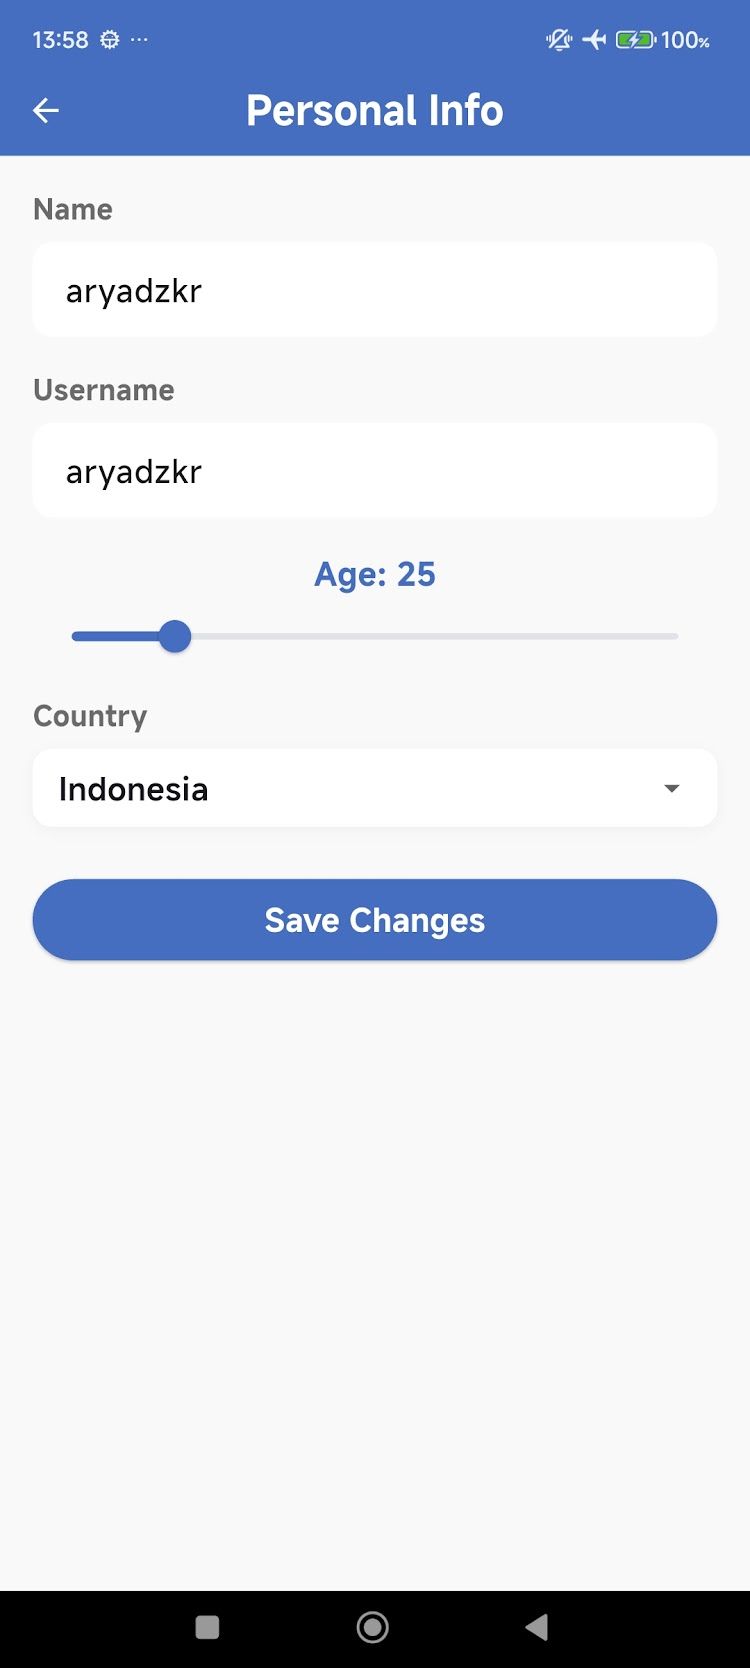 13:58 ... 100%
Personal Info
Name
aryadzkr
Username
aryadzkr
Age: 25
Country
Indonesia
Save Changes